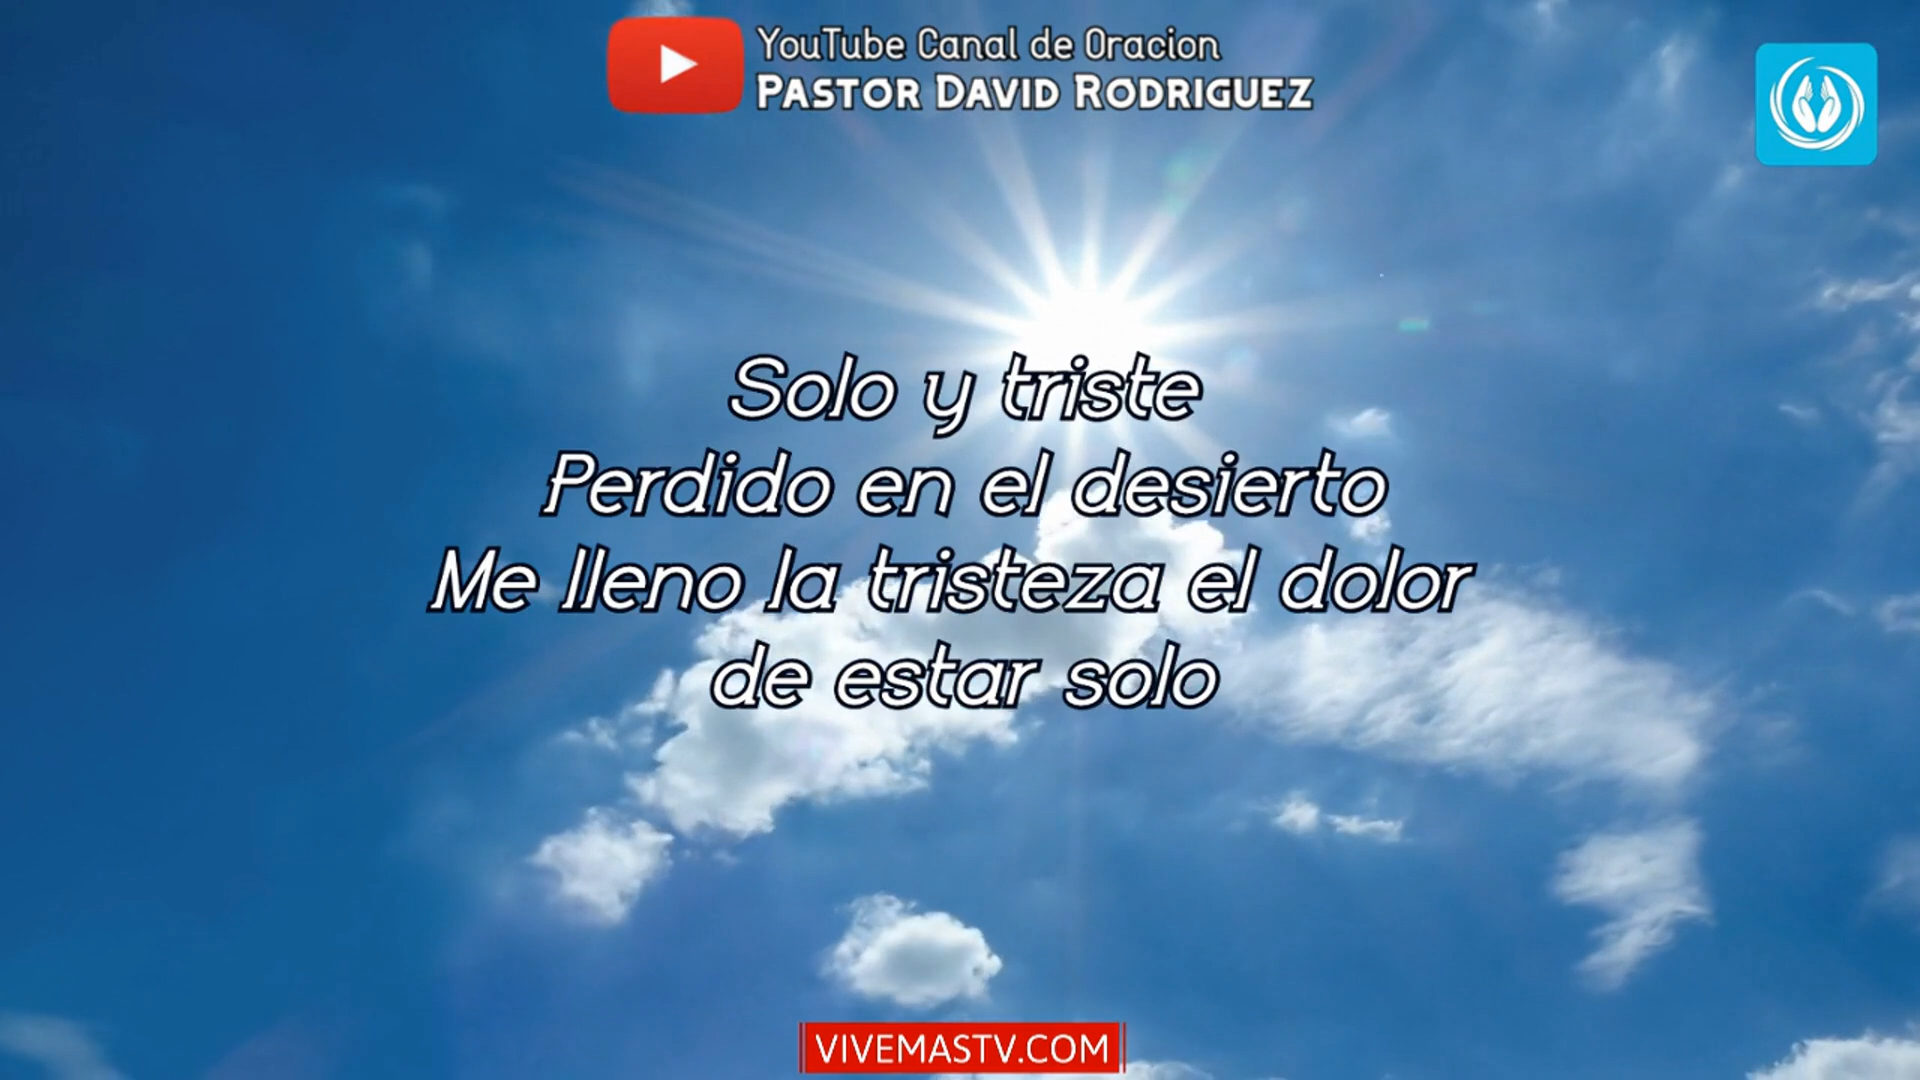 YouTube Canal de Oracion
PASTOR DAVID RODRIGUEZ
Solo y triste
Perdido en el desierto
Me lleno la tristeza el dolor
de estar solo
VIVEMASTV.COM